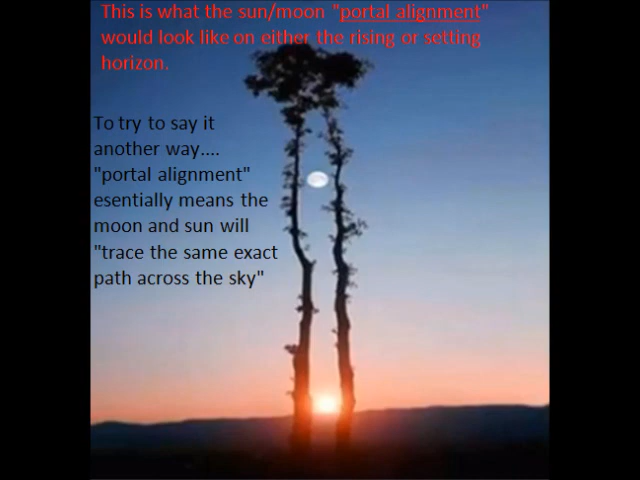 This is what the sun/moon "portal alignment"
would look like on either the rising or setting
horizon.
To try to say it
another way....
"portal alignment"
esentially means the
moon and sun will
"trace the same exact
path across the sky"